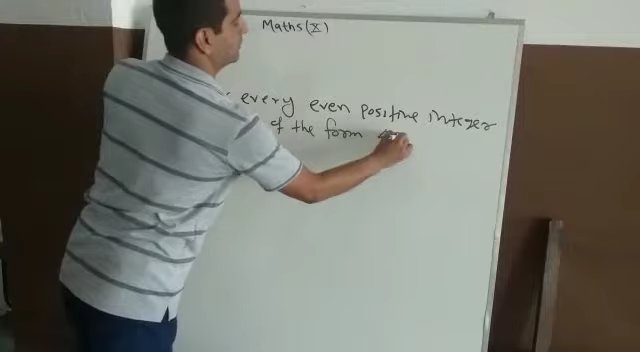 Maths (X)
every even positive integer
of the form